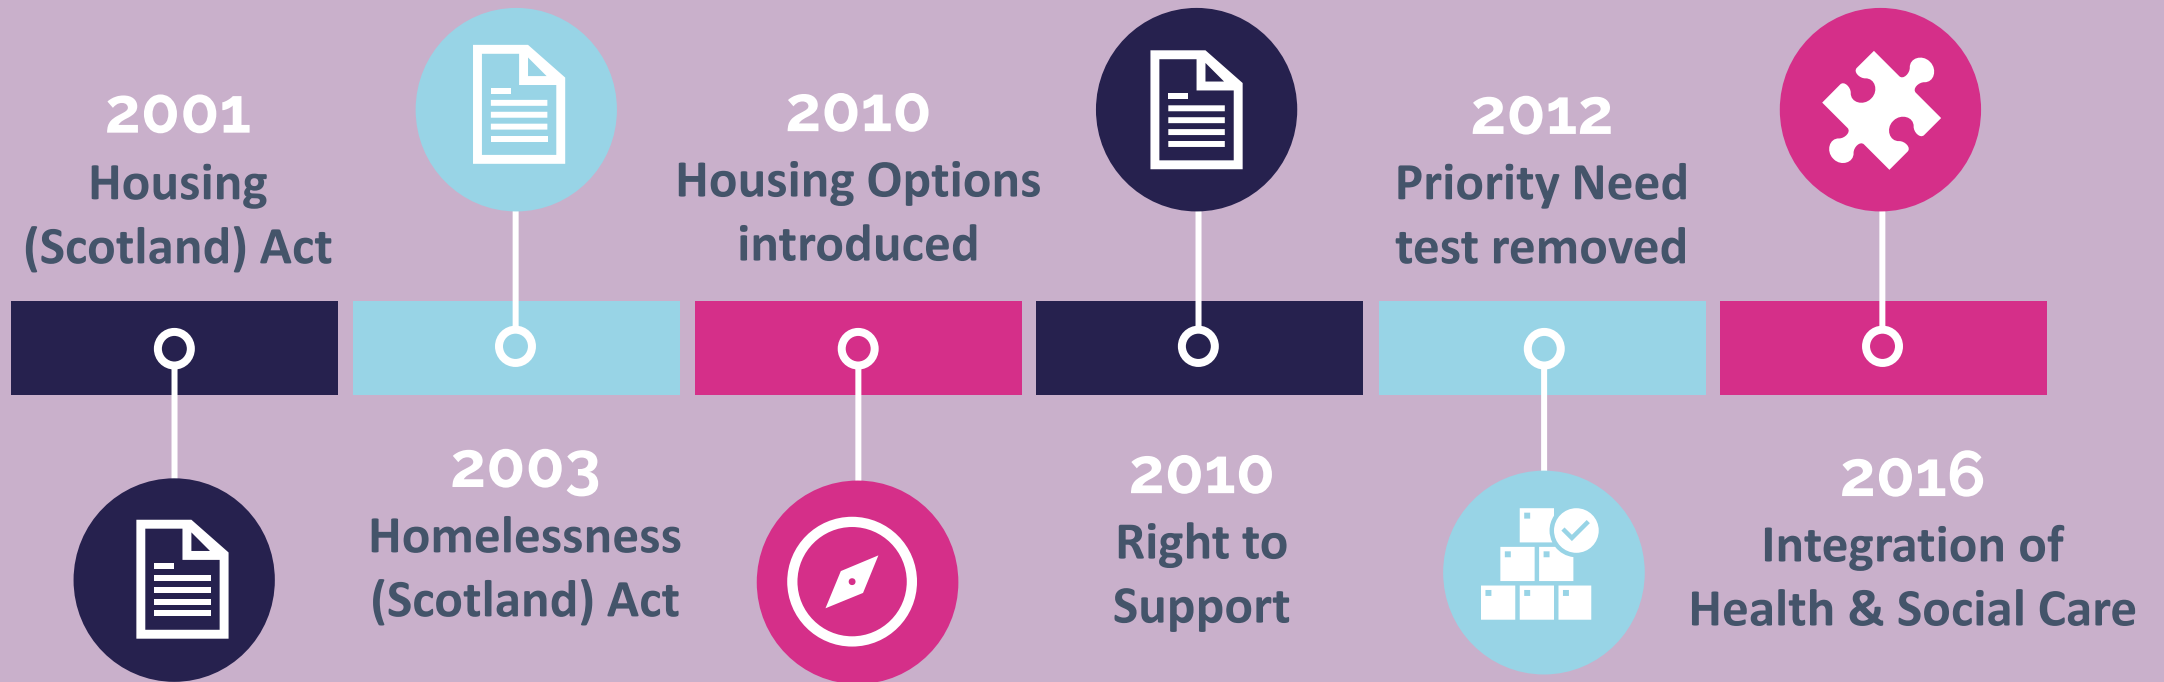 2001
Housing
(Scotland) Act
2003
Homelessness
(Scotland) Act
2010
Housing Options
introduced
2010
Right to
Support
2012
Priority Need
test removed
2016
Integration of
Health & Social Care